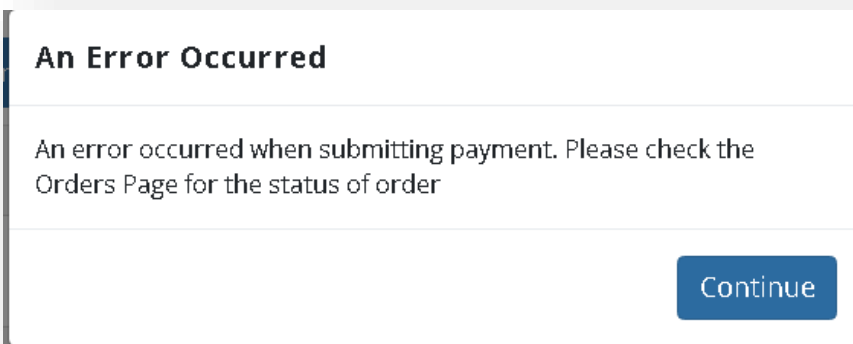 An Error Occurred
An error occurred when submitting payment. Please check the
Orders Page for the status of order
Continue